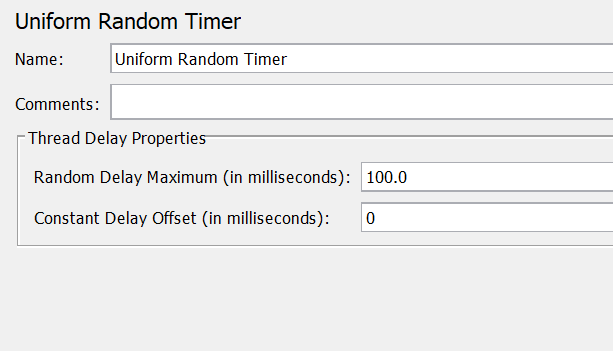 Uniform Random Timer
Name: Uniform Random Timer
Comments:
Thread Delay Properties
Random Delay Maximum (in milliseconds): 100.0
Constant Delay Offset (in milliseconds): 0